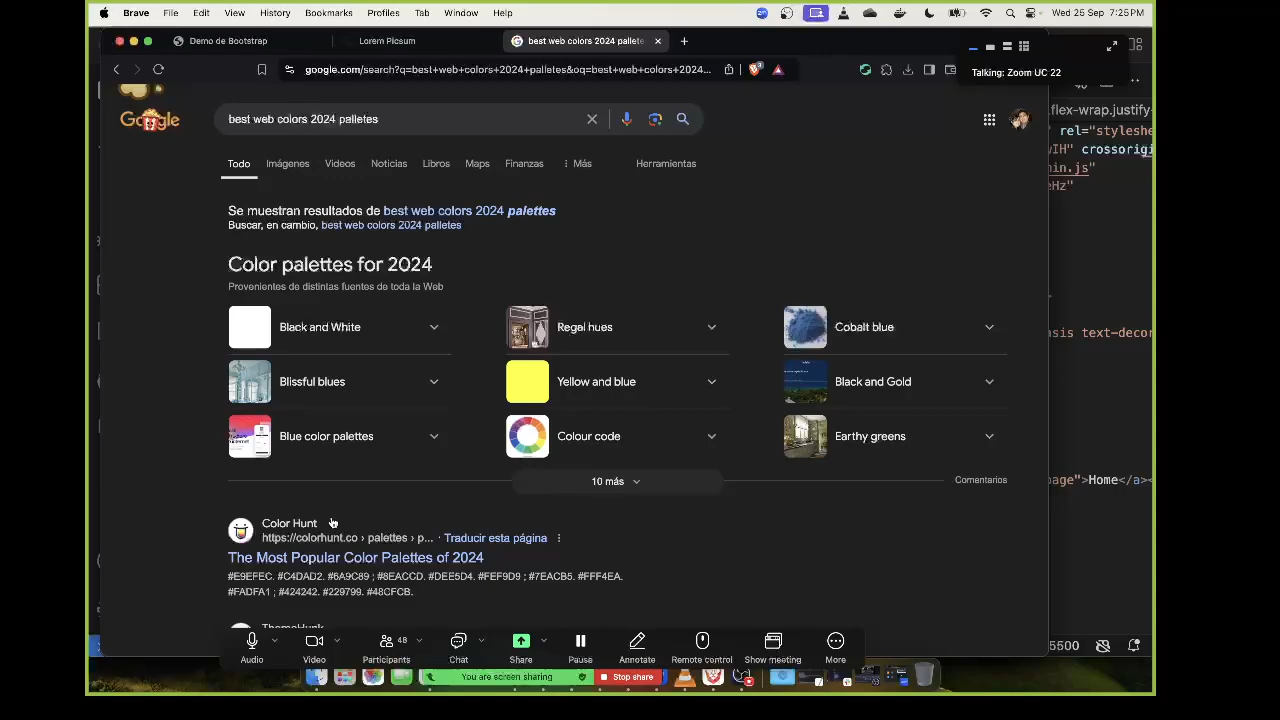 Brave File Edit View History Bookmarks Profiles Tab Window Help Wed 25 Sep 7:25 PM
Demo de Bootstrap
Lorem Picsum
best web colors 2024 pallete
google.com/search?q=best+web+colors+2024+palletes&oq=best+web+colors+2024...
Talking: Zoom UC 22
Google
best web colors 2024 palletes
flex-wrap.justify-
rel="styleshe
crossorigi
Todo Imágenes Videos Noticias Libros Maps Finanzas Más Herramientas
Se muestran resultados de best web colors 2024 palettes
Buscar, en cambio, best web colors 2024 palletes
Color palettes for 2024
Provenientes de distintas fuentes de toda la Web
Black and White
Regal hues
Cobalt blue
Blissful blues
Yellow and blue
Black and Gold
Blue color palettes
Colour code
Earthy greens
text-decor
page">Home</a><
10 más
Comentarios
Color Hunt
https://colorhunt.co › palettes › p... · Traducir esta página
The Most Popular Color Palettes of 2024
#E9EFEC. #C4DAD2. #6A9C89 ; #8EACCD. #DEE5D4. #FEF9D9 ; #7EACB5. #FFF4EA.
#FADFA1 ; #424242. #229799. #48CFCB.
48
Audio Video Participants Chat Share Pause Annotate Remote control Show meeting More
5500
You are screen sharing
Stop share